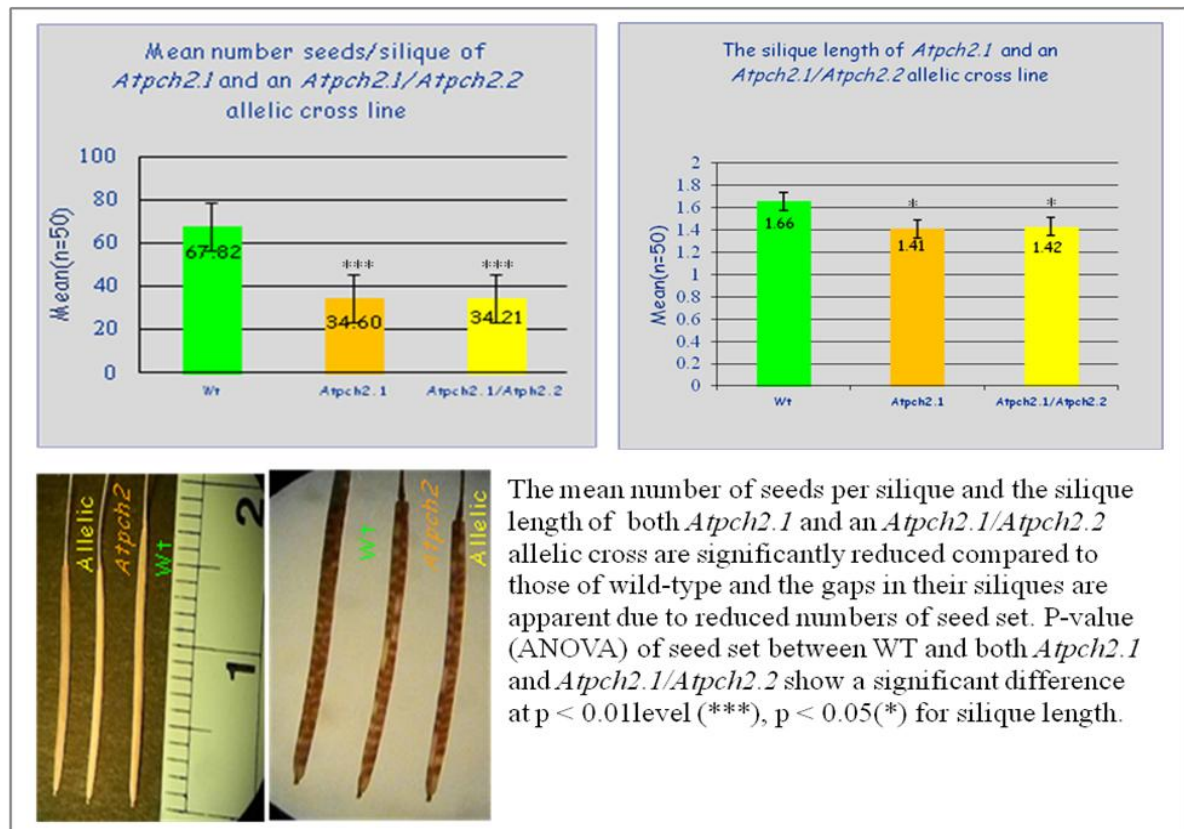 Mean number seeds/silique of
Atpch2.1 and an Atpch2.1/Atpch2.2
allelic cross line
100
80
60
40
20
0
Mean(n=50)
67.82
***
34.60
***
34.21
Wt
Atpch2.1
Atpch2.1/Atph2.2
The silique length of Atpch2.1 and an
Atpch2.1/Atpch2.2 allelic cross line
2
1.8
1.6
1.4
1.2
1
0.8
0.6
0.4
0.2
0
Mean(n=50)
1.66
*
1.41
*
1.42
Wt
Atpch2.1
Atpch2.1/Atpch2.2
Allelic
Atpch2
Wt
2
1
Wt
Atpch2
Allelic
The mean number of seeds per silique and the silique
length of both Atpch2.1 and an Atpch2.1/Atpch2.2
allelic cross are significantly reduced compared to
those of wild-type and the gaps in their siliques are
apparent due to reduced numbers of seed set. P-value
(ANOVA) of seed set between WT and both Atpch2.1
and Atpch2.1/Atpch2.2 show a significant difference
at p < 0.01level (***), p < 0.05(*) for silique length.